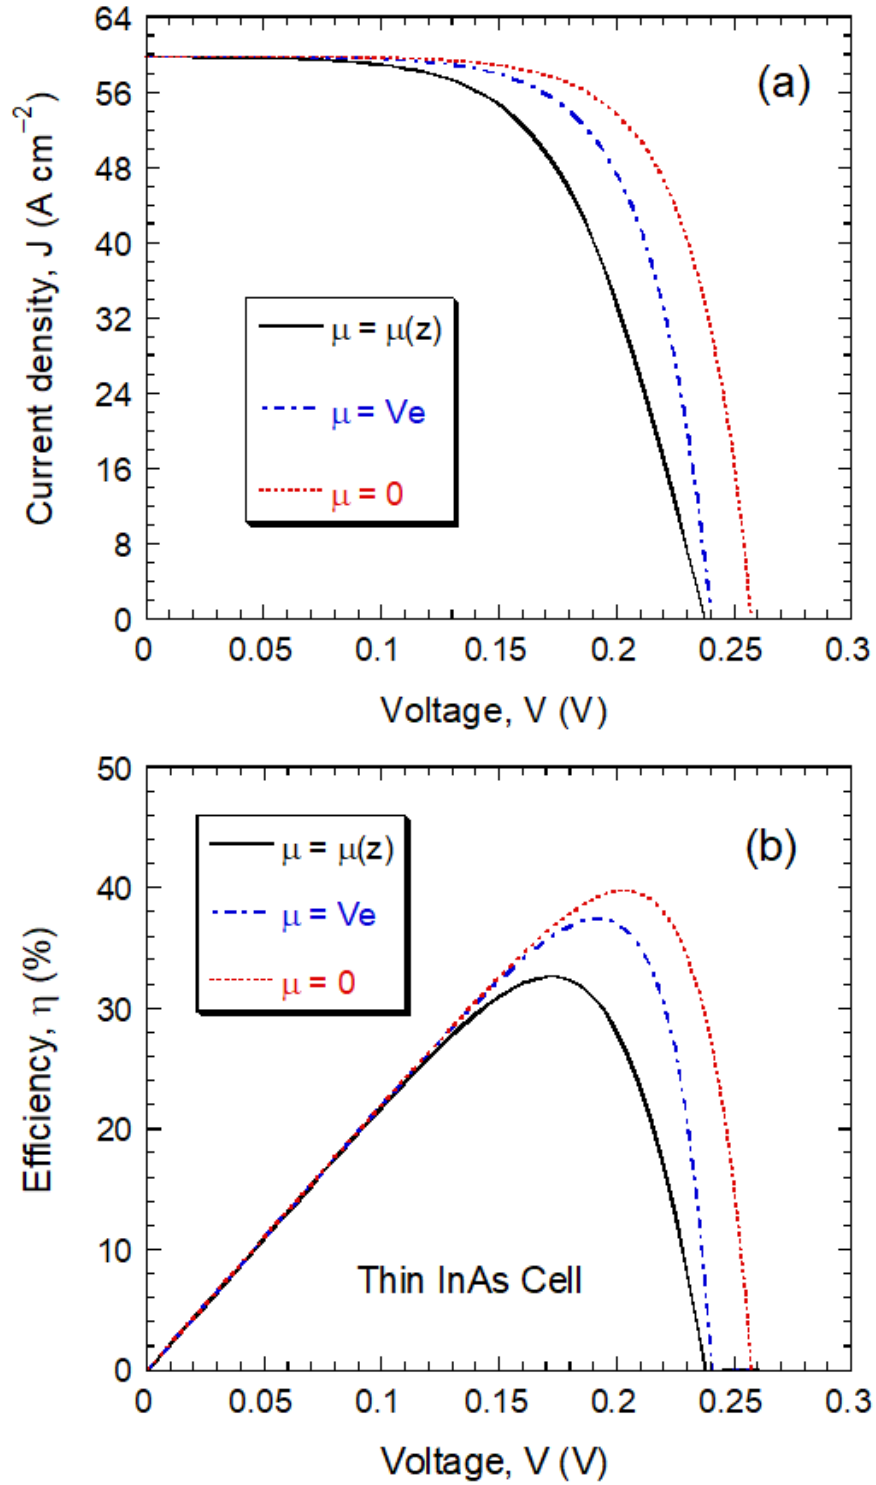 64
56
48
40
32
24
16
8
0
Current density, J (A cm⁻²)
(a)
μ = μ(z)
μ = Ve
μ = 0
0 0.05 0.1 0.15 0.2 0.25 0.3
Voltage, V (V)
50
40
30
20
10
0
Efficiency, η (%)
(b)
μ = μ(z)
μ = Ve
μ = 0
Thin InAs Cell
0 0.05 0.1 0.15 0.2 0.25 0.3
Voltage, V (V)